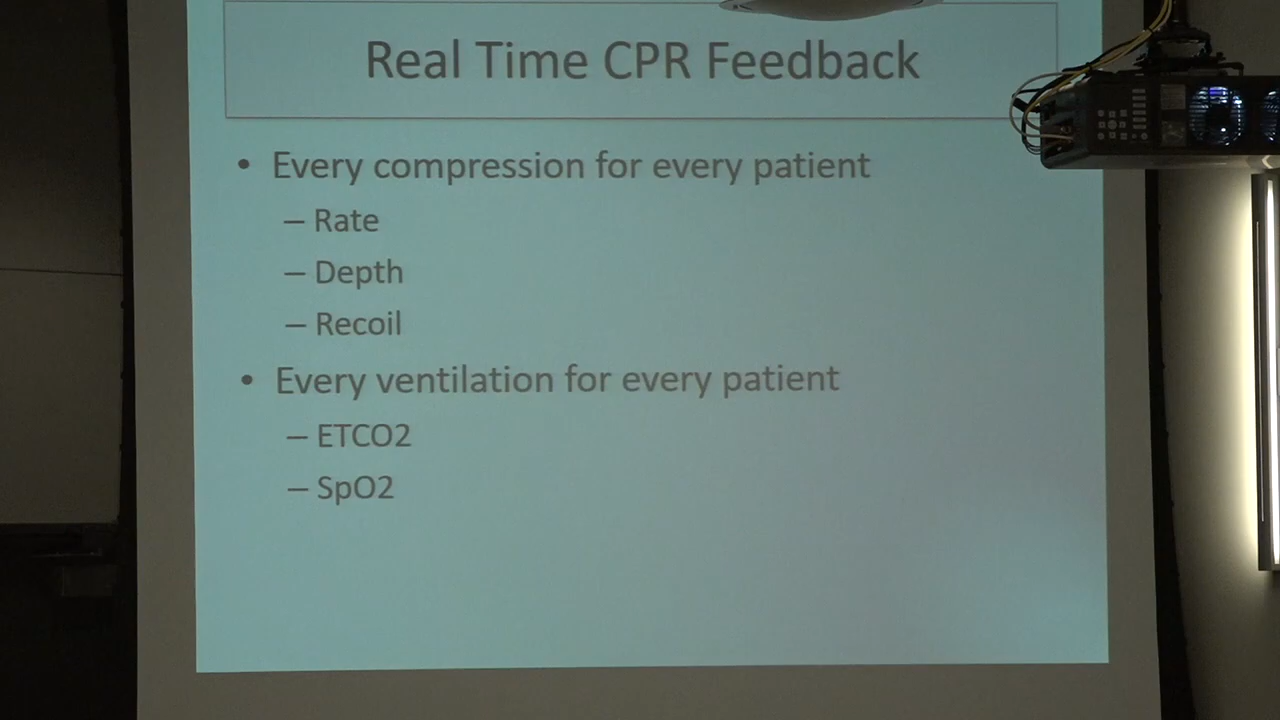 Real Time CPR Feedback
• Every compression for every patient
– Rate
– Depth
– Recoil
• Every ventilation for every patient
– ETCO2
– SpO2